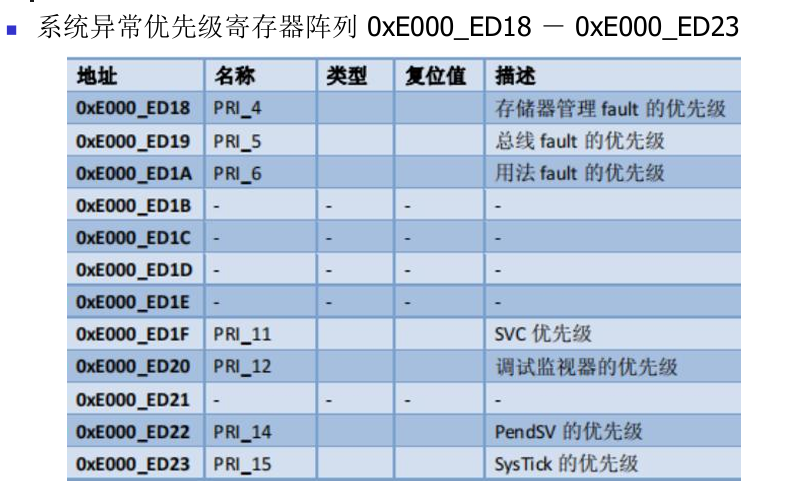 系统异常优先级寄存器阵列 0xE000_ED18 － 0xE000_ED23
地址 名称 类型 复位值 描述
0xE000_ED18 PRI_4 存储器管理 fault 的优先级
0xE000_ED19 PRI_5 总线 fault 的优先级
0xE000_ED1A PRI_6 用法 fault 的优先级
0xE000_ED1B - - - -
0xE000_ED1C - - - -
0xE000_ED1D - - - -
0xE000_ED1E - - - -
0xE000_ED1F PRI_11 SVC 优先级
0xE000_ED20 PRI_12 调试监视器的优先级
0xE000_ED21 - - - -
0xE000_ED22 PRI_14 PendSV 的优先级
0xE000_ED23 PRI_15 SysTick 的优先级